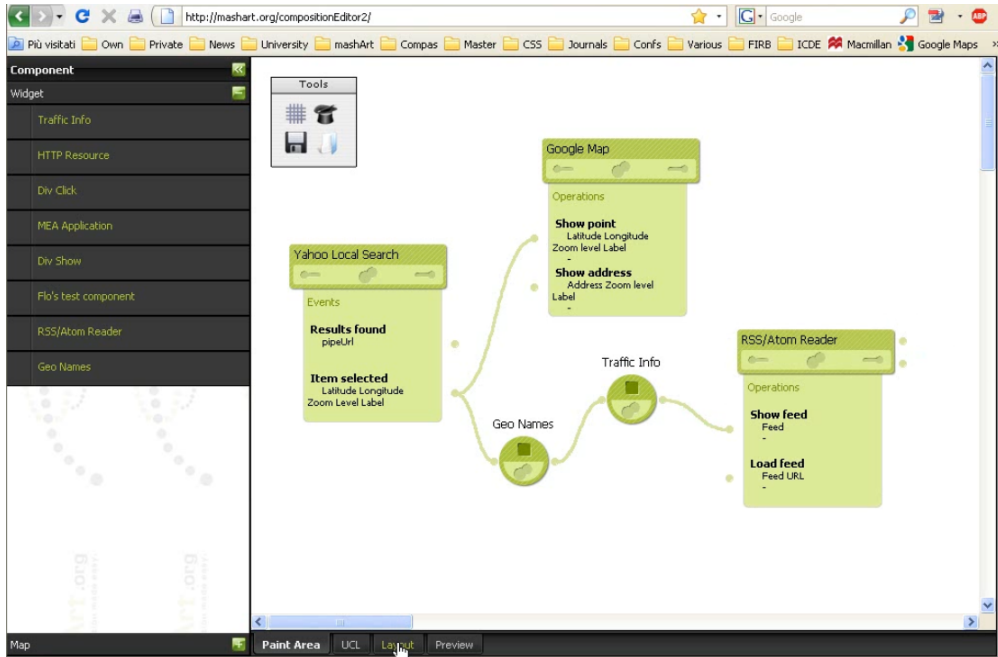 http://mashart.org/compositionEditor2/
Google
Più visitati Own Private News University mashArt Compas Master CSS Journals Confs Various FIRB ICDE Macmillan Google Maps
Component
Widget
Traffic Info
HTTP Resource
Div Click
MEA Application
Div Show
Flo's test component
RSS/Atom Reader
Geo Names
Map
Tools
Google Map
Operations
Show point
Latitude Longitude
Zoom level Label
-
Show address
Address Zoom level
Label
-
Yahoo Local Search
Events
Results found
pipeUrl
Item selected
Latitude Longitude
Zoom Level Label
Geo Names
Traffic Info
RSS/Atom Reader
Operations
Show feed
Feed
-
Load feed
Feed URL
-
Paint Area UCL Layout Preview